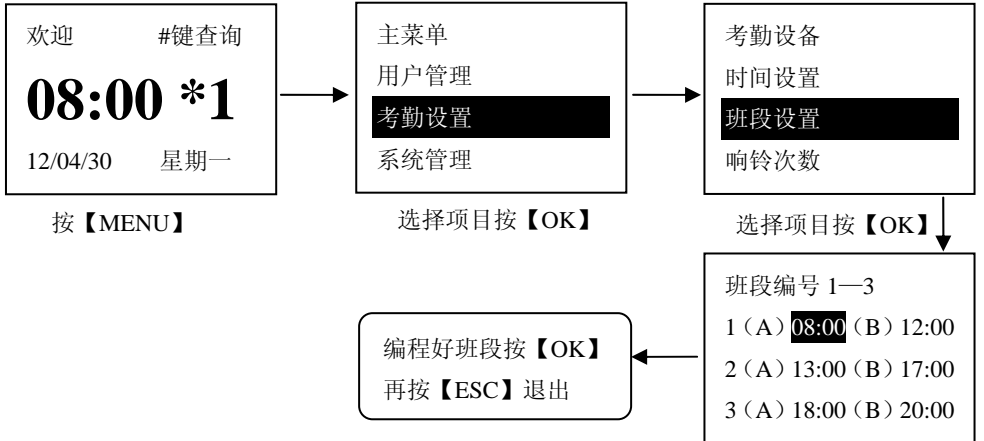 欢迎 #键查询
08:00 *1
12/04/30 星期一
按【MENU】
主菜单
用户管理
考勤设置
系统管理
选择项目按【OK】
考勤设备
时间设置
班段设置
响铃次数
选择项目按【OK】
班段编号 1—3
1（A）08:00（B）12:00
2（A）13:00（B）17:00
3（A）18:00（B）20:00
编程好班段按【OK】
再按【ESC】退出